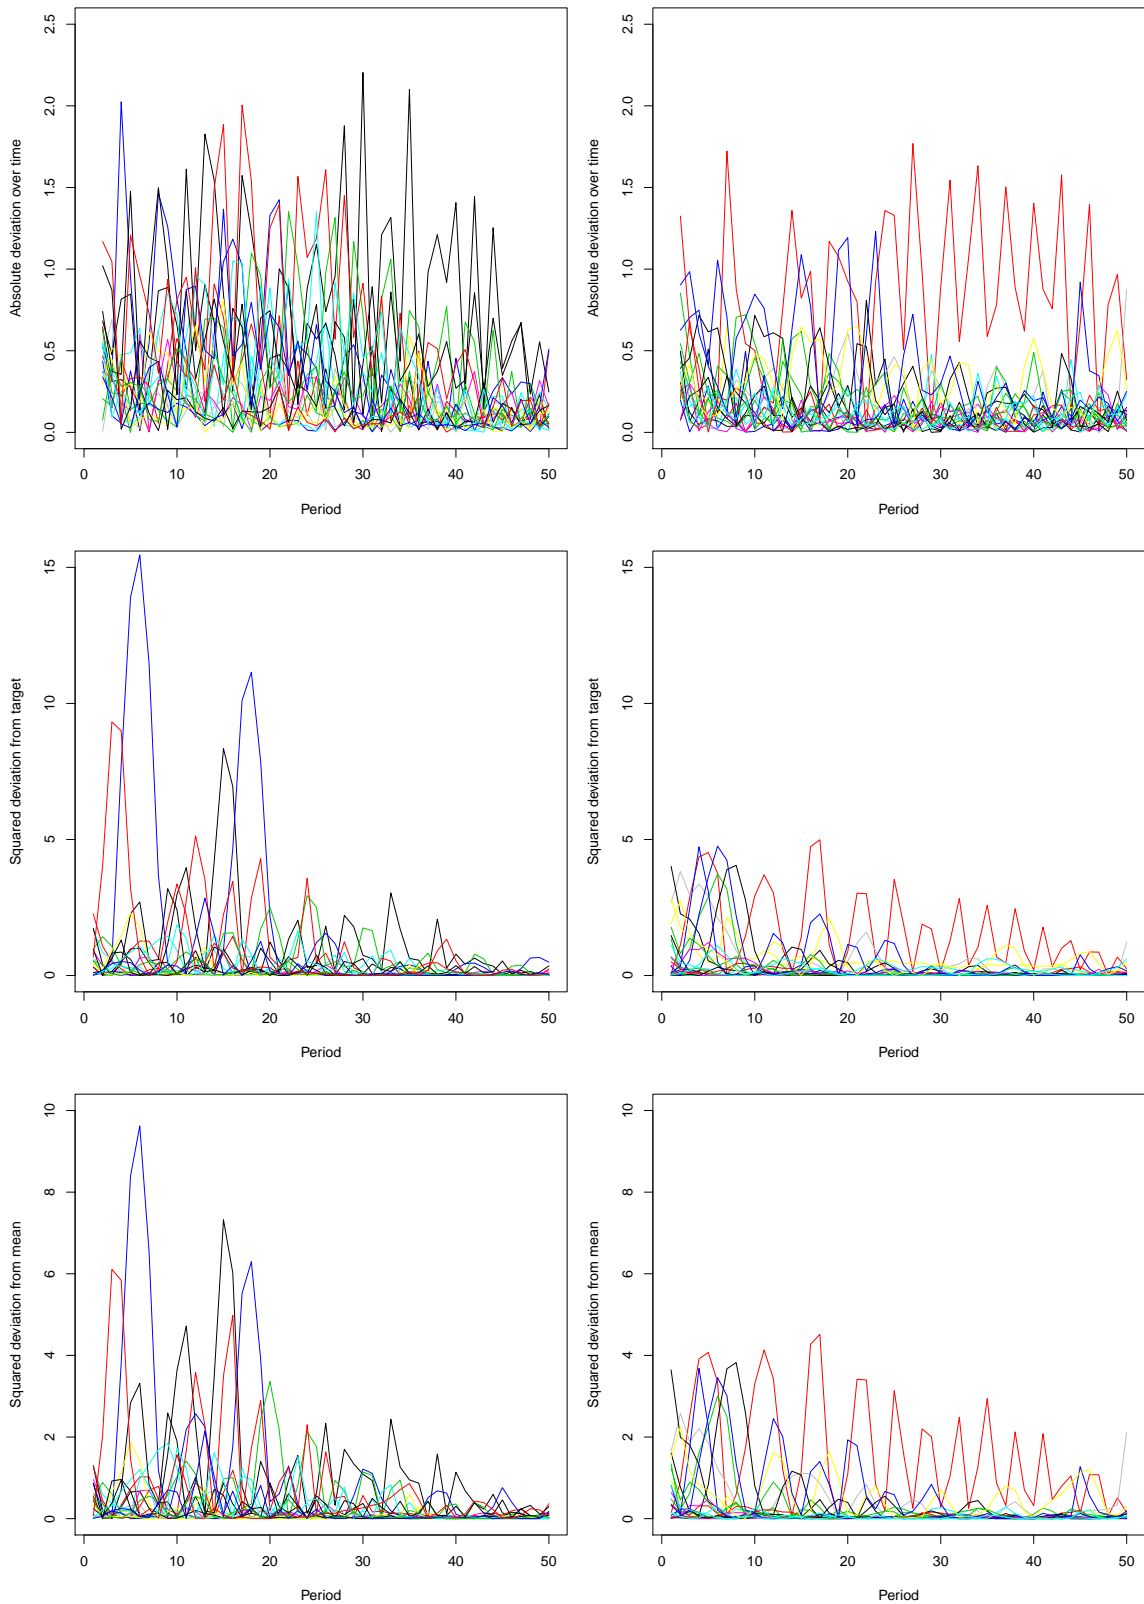 Absolute deviation over time
0.0 0.5 1.0 1.5 2.0 2.5
0 10 20 30 40 50
Period
Absolute deviation over time
0.0 0.5 1.0 1.5 2.0 2.5
0 10 20 30 40 50
Period
Squared deviation from target
0 5 10 15
0 10 20 30 40 50
Period
Squared deviation from target
0 5 10 15
0 10 20 30 40 50
Period
Squared deviation from mean
0 2 4 6 8 10
0 10 20 30 40 50
Period
Squared deviation from mean
0 2 4 6 8 10
0 10 20 30 40 50
Period